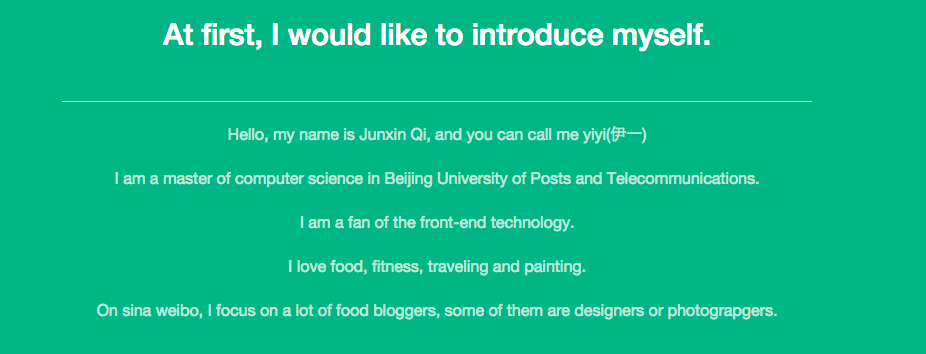 At first, I would like to introduce myself.
Hello, my name is Junxin Qi, and you can call me yiyi(伊一)
I am a master of computer science in Beijing University of Posts and Telecommunications.
I am a fan of the front-end technology.
I love food, fitness, traveling and painting.
On sina weibo, I focus on a lot of food bloggers, some of them are designers or photograpgers.